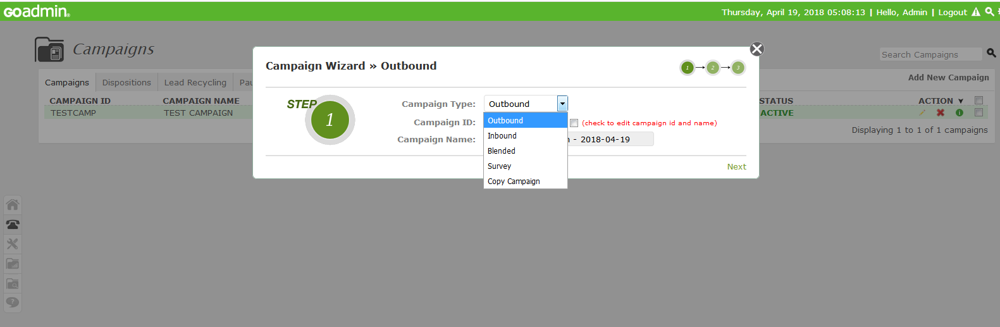 GOadmin®
Thursday, April 19, 2018 05:08:13 | Hello, Admin | Logout
Campaigns
Search Campaigns
Campaigns Dispositions Lead Recycling
Add New Campaign
CAMPAIGN ID CAMPAIGN NAME STATUS ACTION
TESTCAMP TEST CAMPAIGN ACTIVE
Displaying 1 to 1 of 1 campaigns
Campaign Wizard » Outbound
1 2 3
STEP 1
Campaign Type: Outbound
Campaign ID: (check to edit campaign id and name)
Campaign Name: - 2018-04-19
Outbound
Inbound
Blended
Survey
Copy Campaign
Next